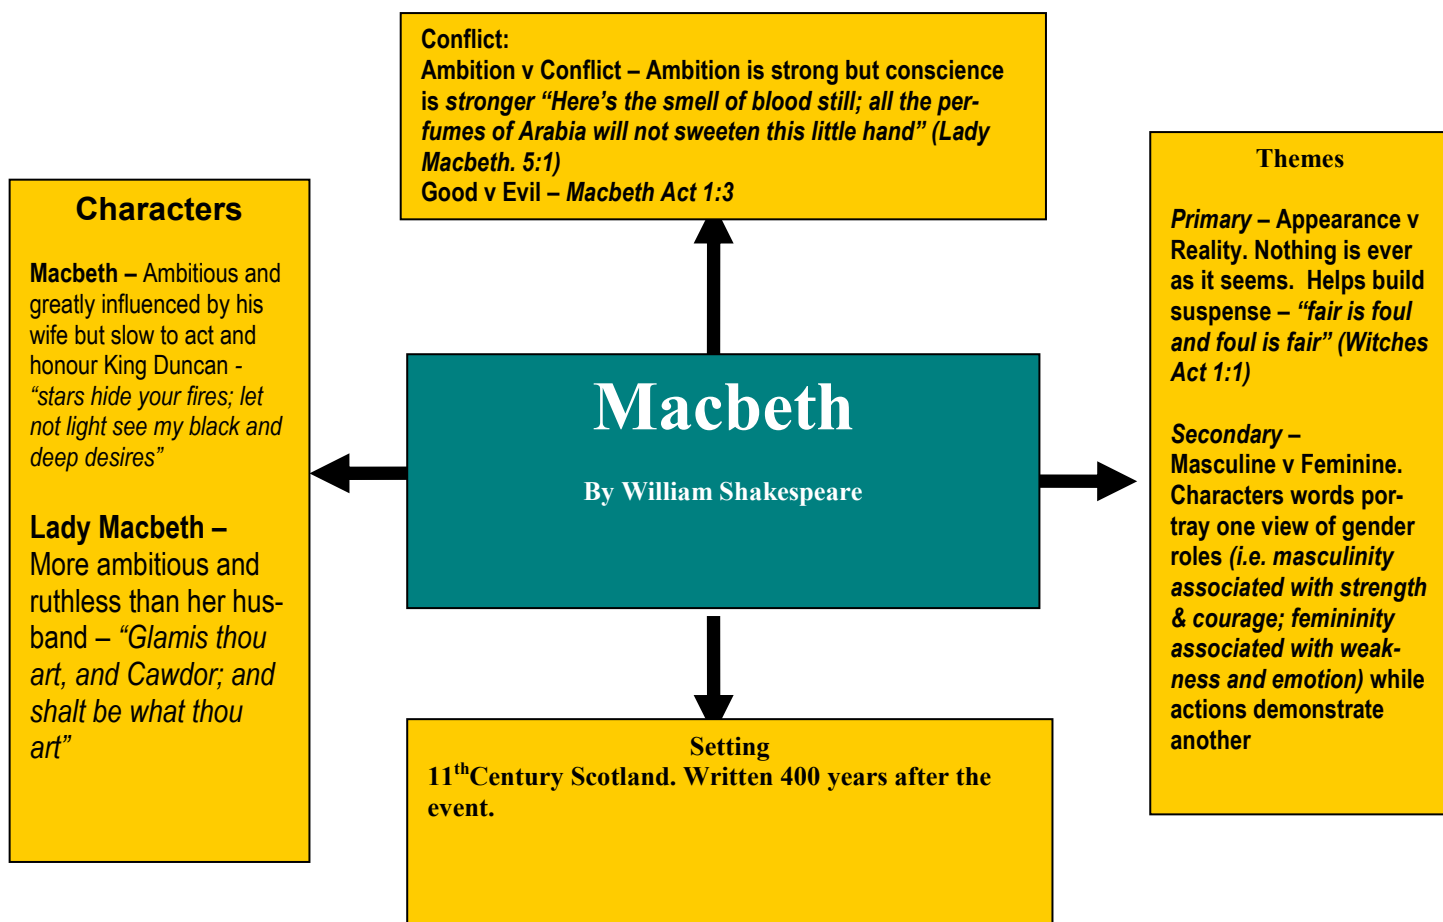 Conflict:
Ambition v Conflict – Ambition is strong but conscience
is stronger “Here’s the smell of blood still; all the per-
fumes of Arabia will not sweeten this little hand” (Lady
Macbeth. 5:1)
Good v Evil – Macbeth Act 1:3
Characters
Macbeth – Ambitious and
greatly influenced by his
wife but slow to act and
honour King Duncan -
“stars hide your fires; let
not light see my black and
deep desires”
Lady Macbeth –
More ambitious and
ruthless than her hus-
band – “Glamis thou
art, and Cawdor; and
shalt be what thou
art”
Macbeth
By William Shakespeare
Themes
Primary – Appearance v
Reality. Nothing is ever
as it seems.  Helps build
suspense – “fair is foul
and foul is fair” (Witches
Act 1:1)
Secondary –
Masculine v Feminine.
Characters words por-
tray one view of gender
roles (i.e. masculinity
associated with strength
& courage; femininity
associated with weak-
ness and emotion) while
actions demonstrate
another
Setting
11thCentury Scotland. Written 400 years after the
event.